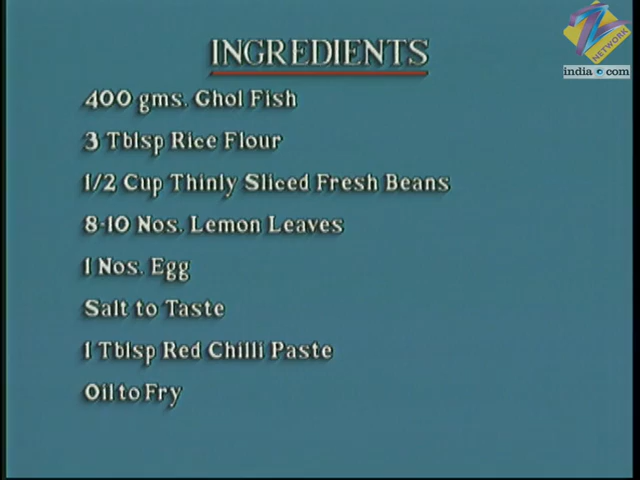 NETWORK
india com
INGREDIENTS
400 gms. Ghol Fish
3 Tblsp Rice Flour
1/2 Cup Thinly Sliced Fresh Beans
8-10 Nos. Lemon Leaves
1 Nos. Egg
Salt to Taste
1 Tblsp Red Chilli Paste
Oil to Fry